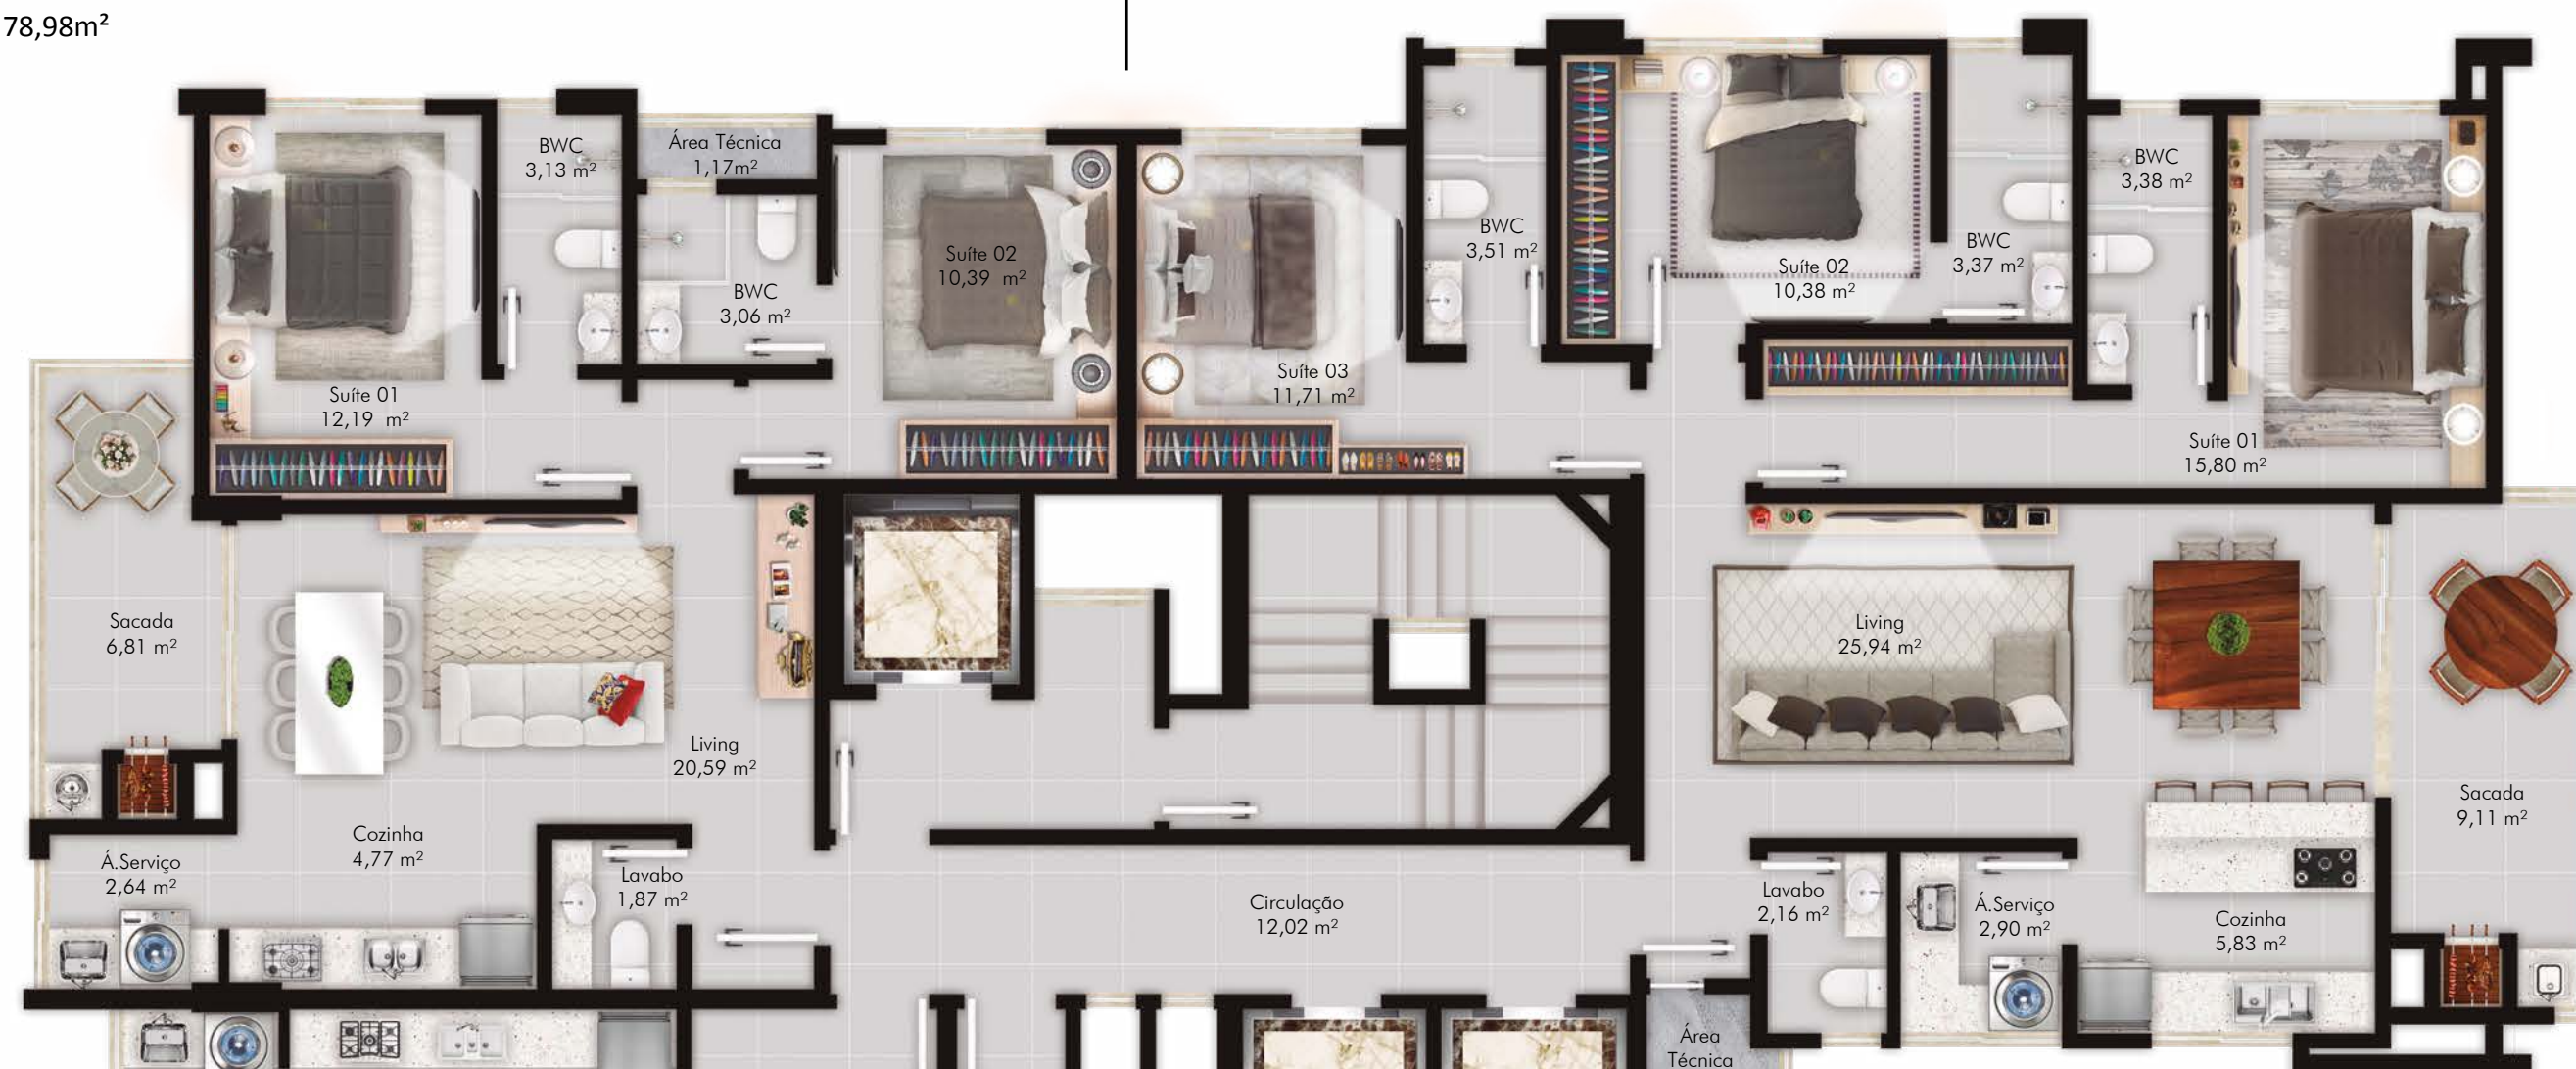 78,98m²
BWC
3,13 m²
Área Técnica
1,17m²
BWC
3,06 m²
Suíte 01
12,19 m²
Suíte 02
10,39 m²
Suíte 03
11,71 m²
BWC
3,51 m²
Suíte 02
10,38 m²
BWC
3,37 m²
BWC
3,38 m²
Suíte 01
15,80 m²
Sacada
6,81 m²
Living
20,59 m²
Cozinha
4,77 m²
Á.Serviço
2,64 m²
Lavabo
1,87 m²
Circulação
12,02 m²
Living
25,94 m²
Sacada
9,11 m²
Lavabo
2,16 m²
Á.Serviço
2,90 m²
Cozinha
5,83 m²
Área
Técnica